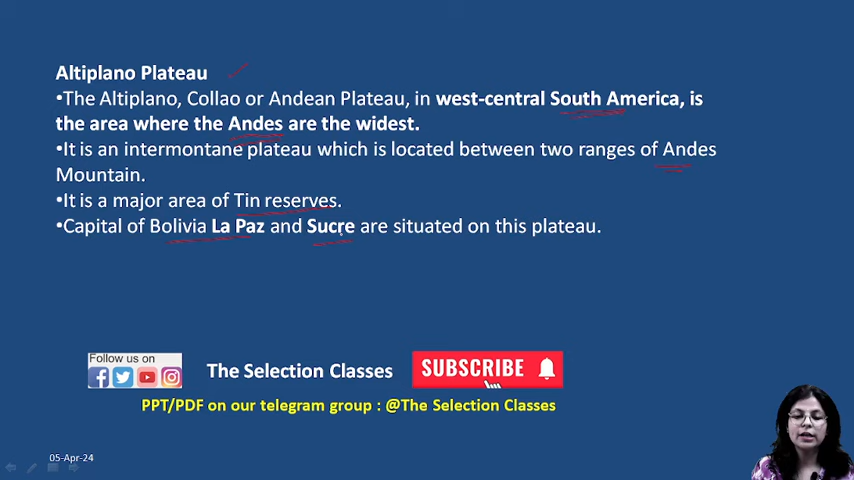 Altiplano Plateau
•The Altiplano, Collao or Andean Plateau, in west-central South America, is
the area where the Andes are the widest.
•It is an intermontane plateau which is located between two ranges of Andes
Mountain.
•It is a major area of Tin reserves.
•Capital of Bolivia La Paz and Sucre are situated on this plateau.
Follow us on
The Selection Classes
SUBSCRIBE
PPT/PDF on our telegram group : @The Selection Classes
05-Apr-24